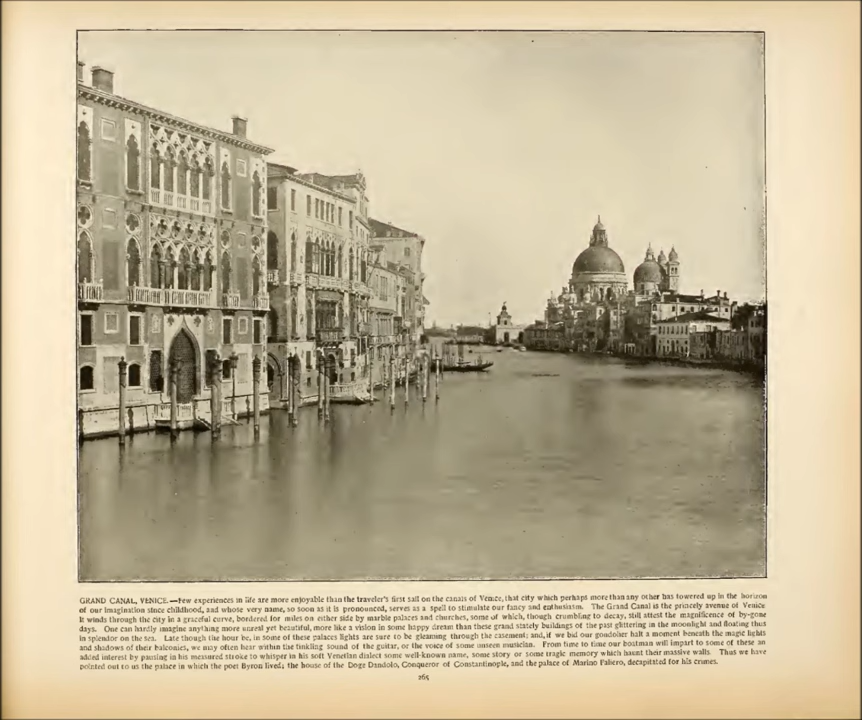 GRAND CANAL, VENICE.—Few experiences in life are more enjoyable than the traveler's first sail on the canals of Venice, that city which perhaps more than any other has towered up in the horizon
of our imagination since childhood, and whose very name, so soon as it is pronounced, serves as a spell to stimulate our fancy and enthusiasm. The Grand Canal is the princely avenue of Venice
It winds through the city in a graceful curve, bordered for miles on either side by marble palaces and churches, some of which, though crumbling to decay, still attest the magnificence of by-gone
days. One can hardly imagine anything more unreal yet beautiful, more like a vision in some happy dream than these grand stately buildings of the past glittering in the moonlight and floating thus
in splendor on the sea. Late though the hour be, in some of these palaces lights are sure to be gleaming through the casement; and, if we bid our gondolier halt a moment beneath the magic lights
and shadows of their balconies, we may often hear within the tinkling sound of the guitar, or the voice of some unseen musician. From time to time our boatman will impart to some of these an
added interest by pausing in his measured stroke to whisper in his soft Venetian dialect some well-known name, some story or some tragic memory which haunt their massive walls. Thus we have
pointed out to us the palace in which the poet Byron lived; the house of the Doge Dandolo, Conqueror of Constantinople, and the palace of Marino Faliero, decapitated for his crimes.
265